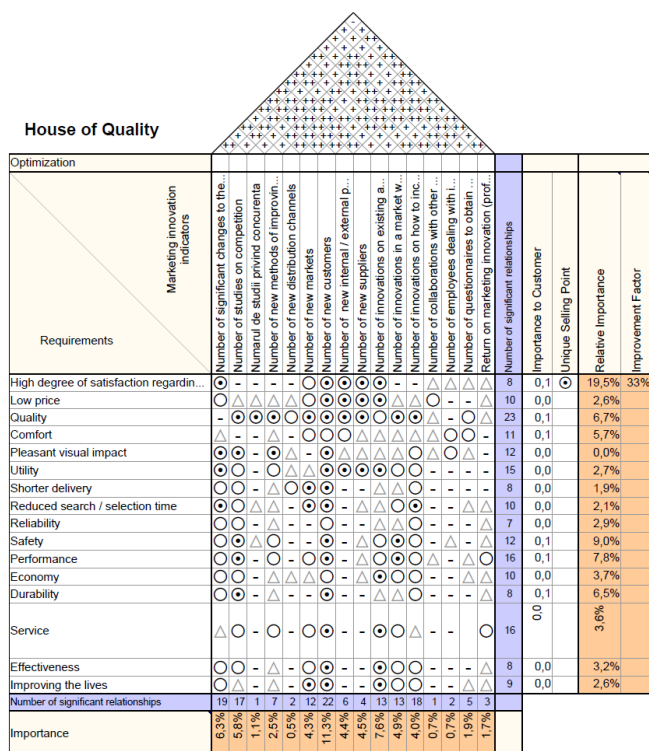 House of Quality
Optimization
Marketing innovation
indicators
Requirements
Number of significant changes to the...
Number of studies on competition
Numarul de studii privind concurenta
Number of new methods of improvin...
Number of new distribution channels
Number of new markets
Number of new customers
Number of new internal / external p...
Number of new suppliers
Number of innovations on existing a...
Number of innovations in a market w...
Number of innovations on how to inc...
Number of collaborations with other ...
Number of employees dealing with i...
Number of questionnaires to obtain ...
Return on marketing innovation (prof...
Number of significant relationships
Importance to Customer
Unique Selling Point
Relative Importance
Improvement Factor
High degree of satisfaction regardin... 8 0,1 19,5% 33%
Low price 10 0,0 2,6%
Quality 23 0,1 6,7%
Comfort 11 0,1 5,7%
Pleasant visual impact 12 0,0 0,0%
Utility 15 0,0 2,7%
Shorter delivery 8 0,0 1,9%
Reduced search / selection time 10 0,0 2,1%
Reliability 7 0,0 2,9%
Safety 12 0,1 9,0%
Performance 16 0,1 7,8%
Economy 10 0,0 3,7%
Durability 8 0,1 6,5%
Service 16 0,0 3,6%
Effectiveness 8 0,0 3,2%
Improving the lives 9 0,0 2,6%
Number of significant relationships 19 17 1 7 2 12 22 6 4 13 13 18 1 2 5 3
Importance 6,3% 5,8% 1,1% 2,5% 0,5% 4,3% 11,3% 4,4% 4,5% 7,6% 4,9% 4,0% 0,7% 0,7% 1,9% 1,7%